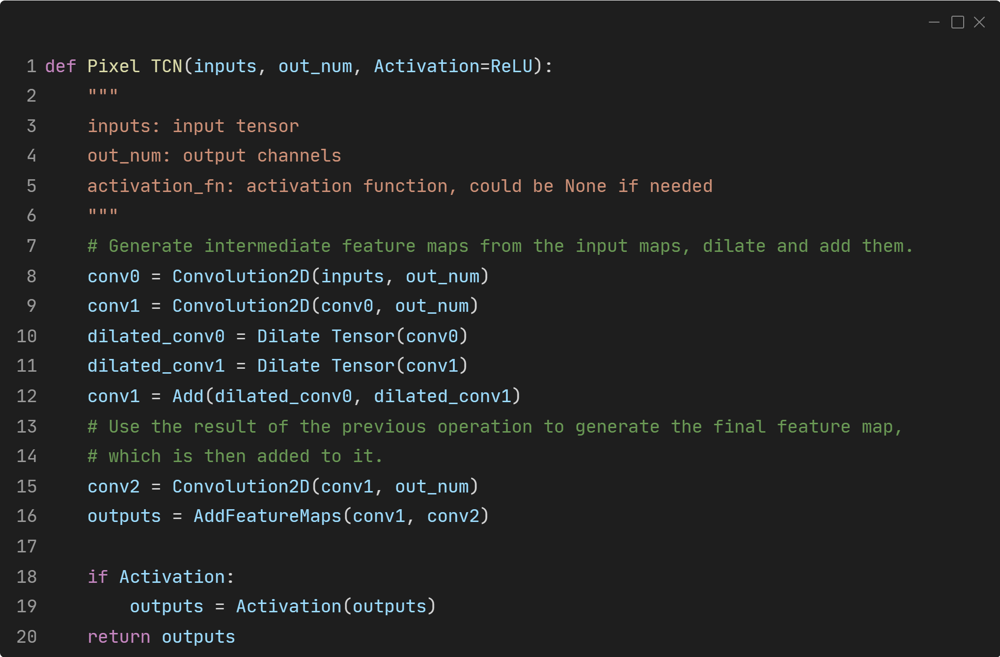 1 def Pixel TCN(inputs, out_num, Activation=ReLU):
2     """
3     inputs: input tensor
4     out_num: output channels
5     activation_fn: activation function, could be None if needed
6     """
7     # Generate intermediate feature maps from the input maps, dilate and add them.
8     conv0 = Convolution2D(inputs, out_num)
9     conv1 = Convolution2D(conv0, out_num)
10     dilated_conv0 = Dilate Tensor(conv0)
11     dilated_conv1 = Dilate Tensor(conv1)
12     conv1 = Add(dilated_conv0, dilated_conv1)
13     # Use the result of the previous operation to generate the final feature map,
14     # which is then added to it.
15     conv2 = Convolution2D(conv1, out_num)
16     outputs = AddFeatureMaps(conv1, conv2)
17
18     if Activation:
19         outputs = Activation(outputs)
20     return outputs